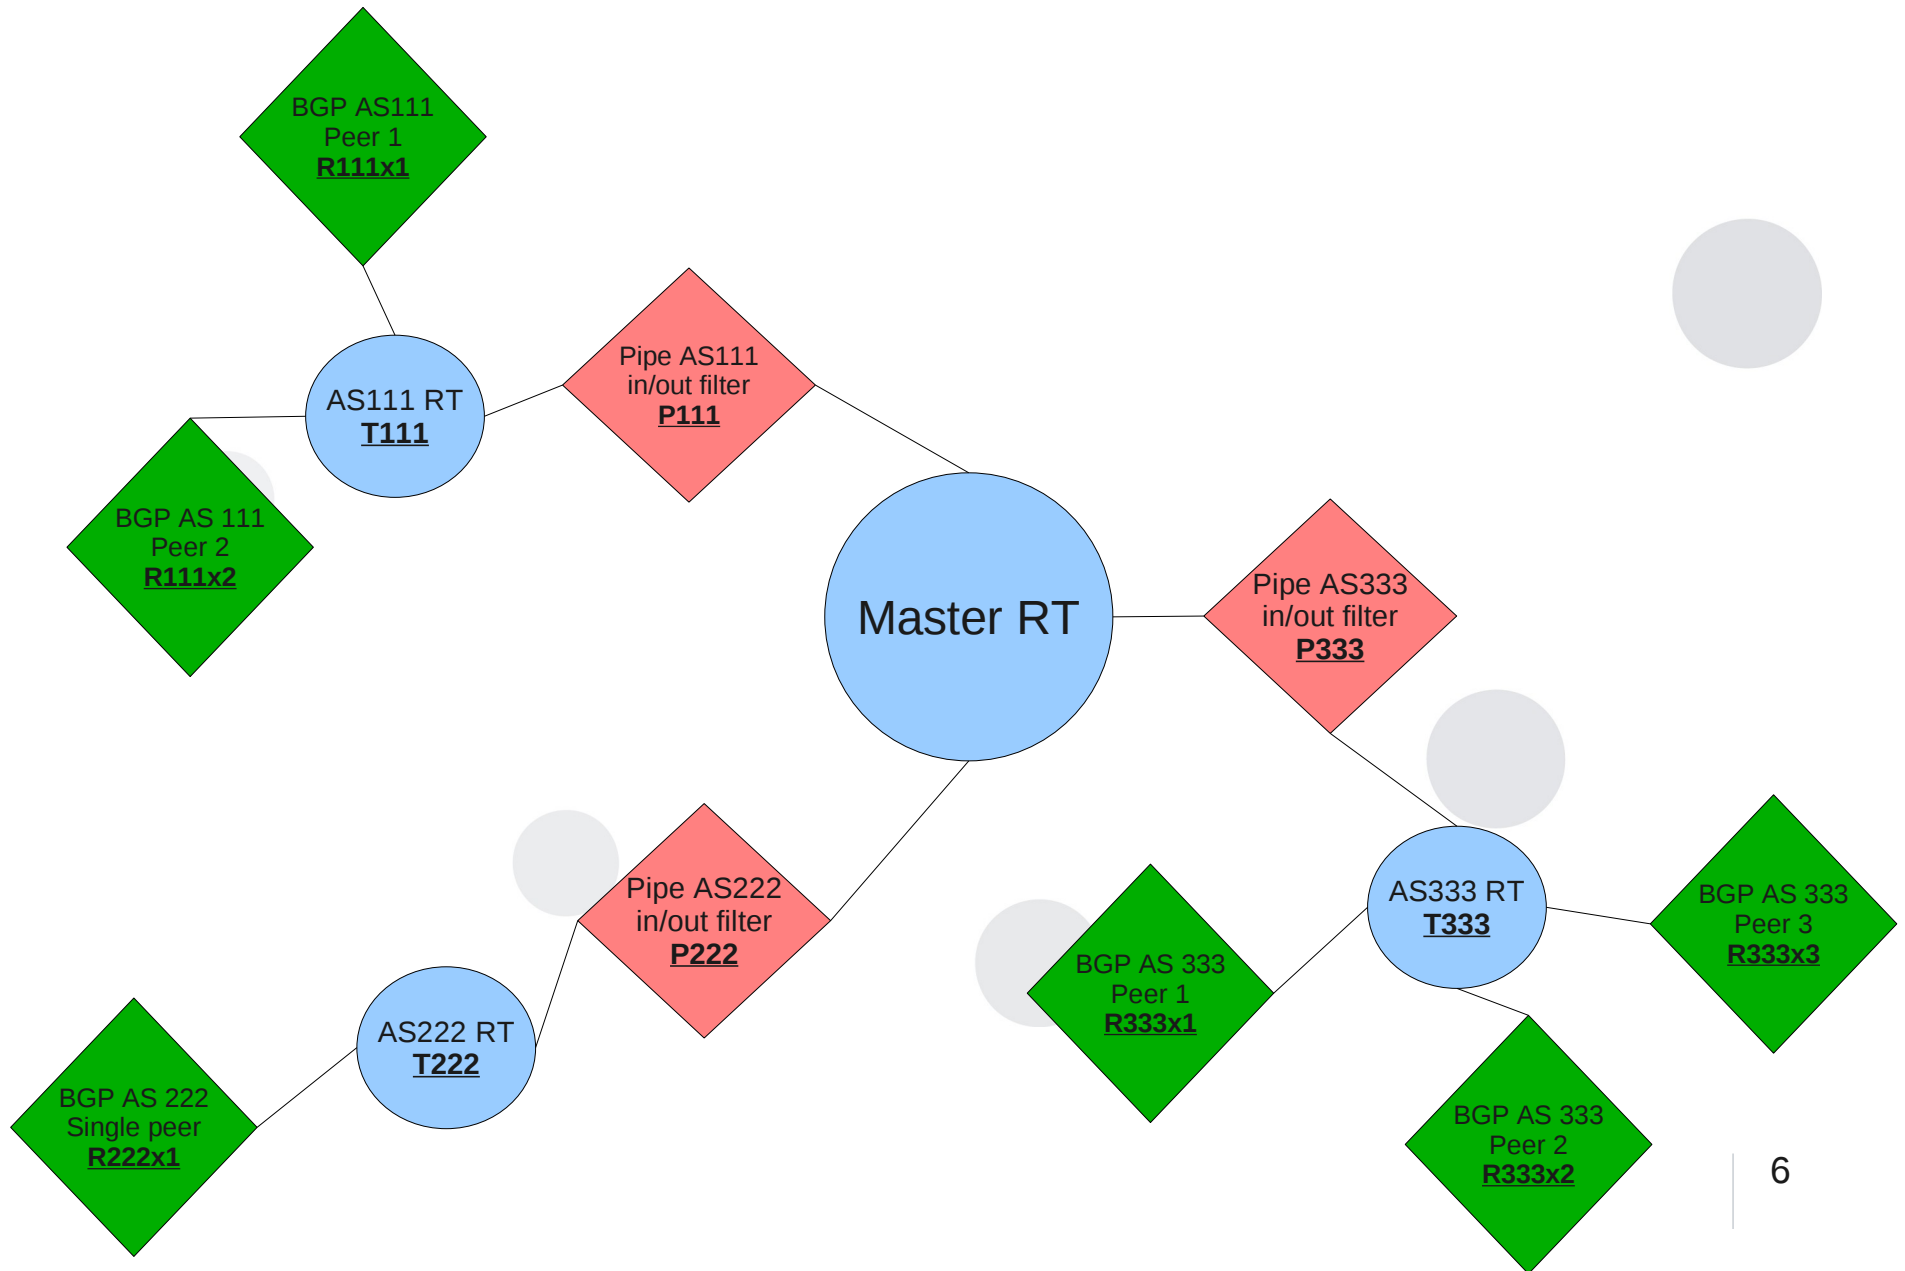 BGP AS111
Peer 1
R111x1
Pipe AS111
in/out filter
P111
AS111 RT
T111
BGP AS 111
Peer 2
R111x2
Master RT
Pipe AS333
in/out filter
P333
Pipe AS222
in/out filter
P222
AS333 RT
T333
BGP AS 333
Peer 3
R333x3
BGP AS 333
Peer 1
R333x1
AS222 RT
T222
BGP AS 222
Single peer
R222x1
BGP AS 333
Peer 2
R333x2
6